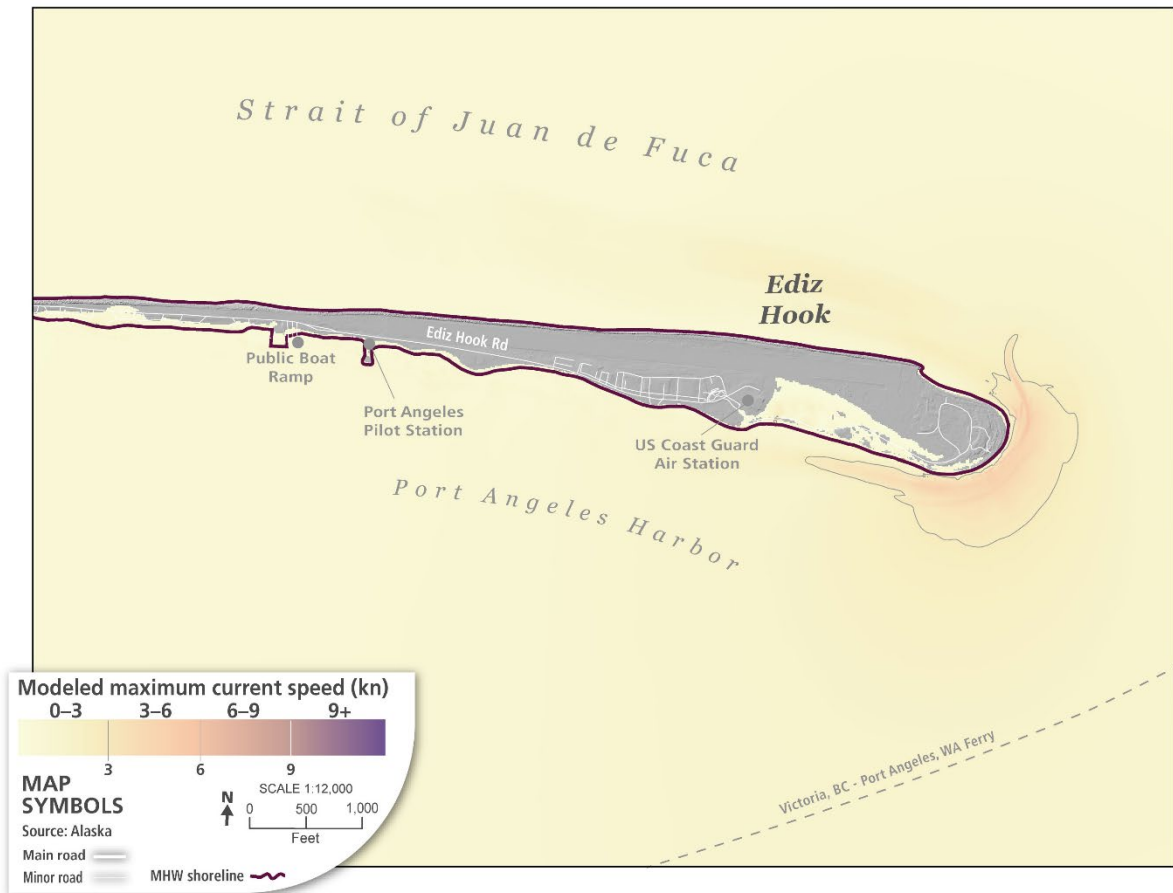 Strait of Juan de Fuca
Ediz
Hook
Ediz Hook Rd
Public Boat
Ramp
Port Angeles
Pilot Station
US Coast Guard
Air Station
Port Angeles Harbor
Victoria, BC - Port Angeles, WA Ferry
Modeled maximum current speed (kn)
0–3 3–6 6–9 9+
3 6 9
MAP
SYMBOLS
Source: Alaska
Main road
Minor road
N
SCALE 1:12,000
0 500 1,000
Feet
MHW shoreline